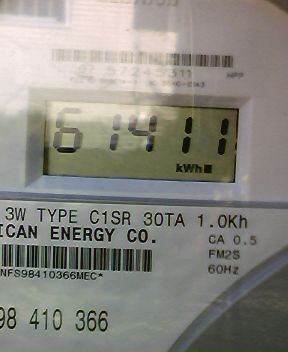 HPP
61411
kWh
3W TYPE C1SR 30TA 1.0Kh
ICAN ENERGY CO.
CA 0.5
FM2S
60Hz
NFS98410366MEC*
98 410 366